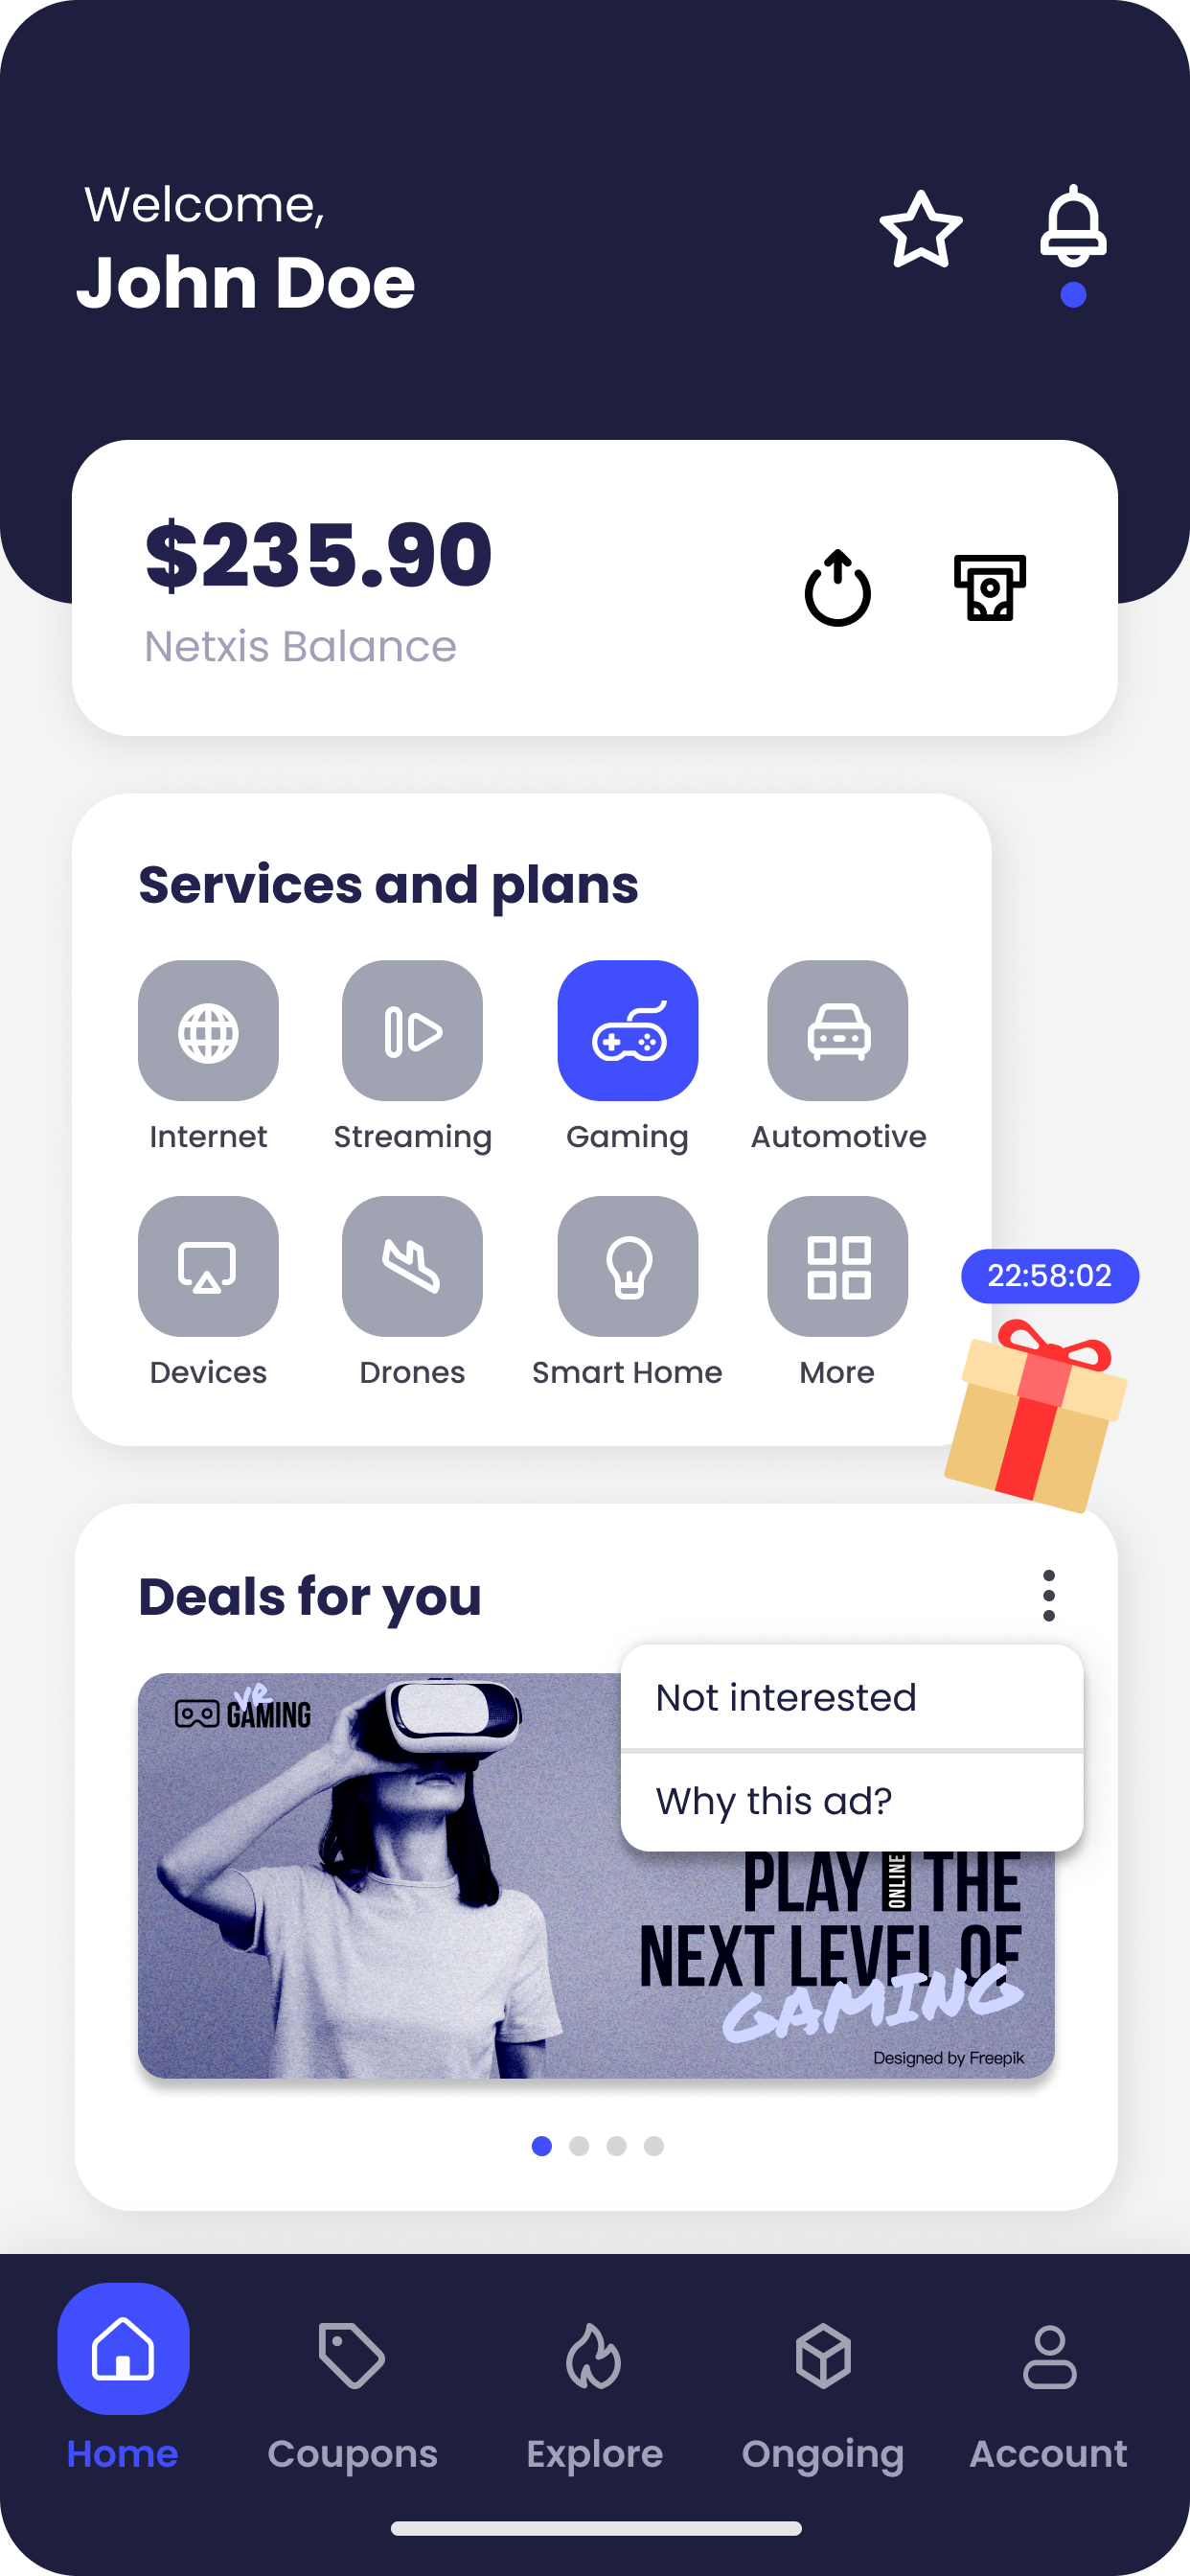 Welcome,
John Doe
$235.90
Netxis Balance
Services and plans
Internet
Streaming
Gaming
Automotive
Devices
Drones
Smart Home
More
22:58:02
Deals for you
Not interested
Why this ad?
VR
GAMING
PLAY ONLINE THE
NEXT LEVEL OF
GAMING
Designed by Freepik
Home
Coupons
Explore
Ongoing
Account